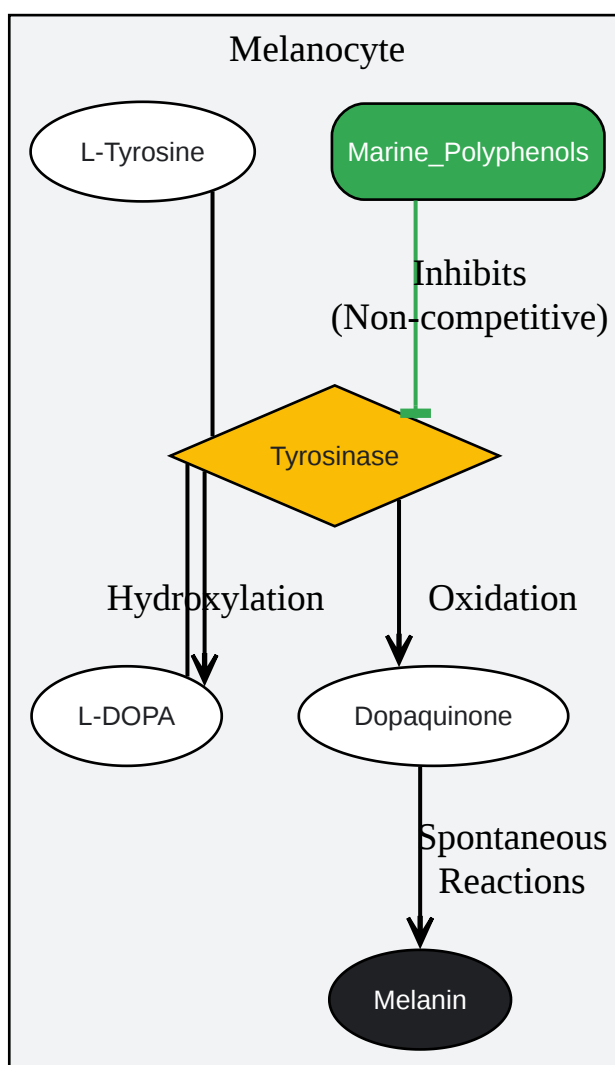 Melanocyte
L-Tyrosine
Marine_Polyphenols
Inhibits
(Non-competitive)
Tyrosinase
Hydroxylation
Oxidation
L-DOPA
Dopaquinone
Spontaneous
Reactions
Melanin